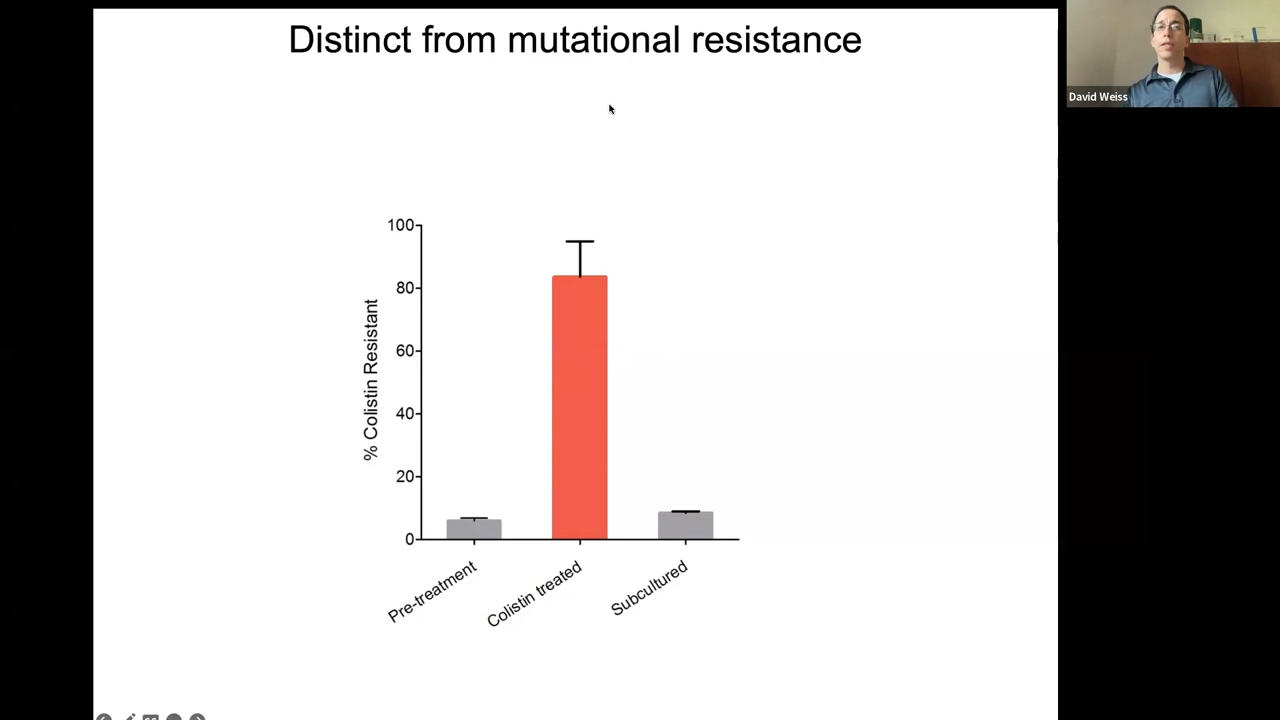 Distinct from mutational resistance
David Weiss
100
80
60
40
20
0
% Colistin Resistant
Pre-treatment
Colistin treated
Subcultured